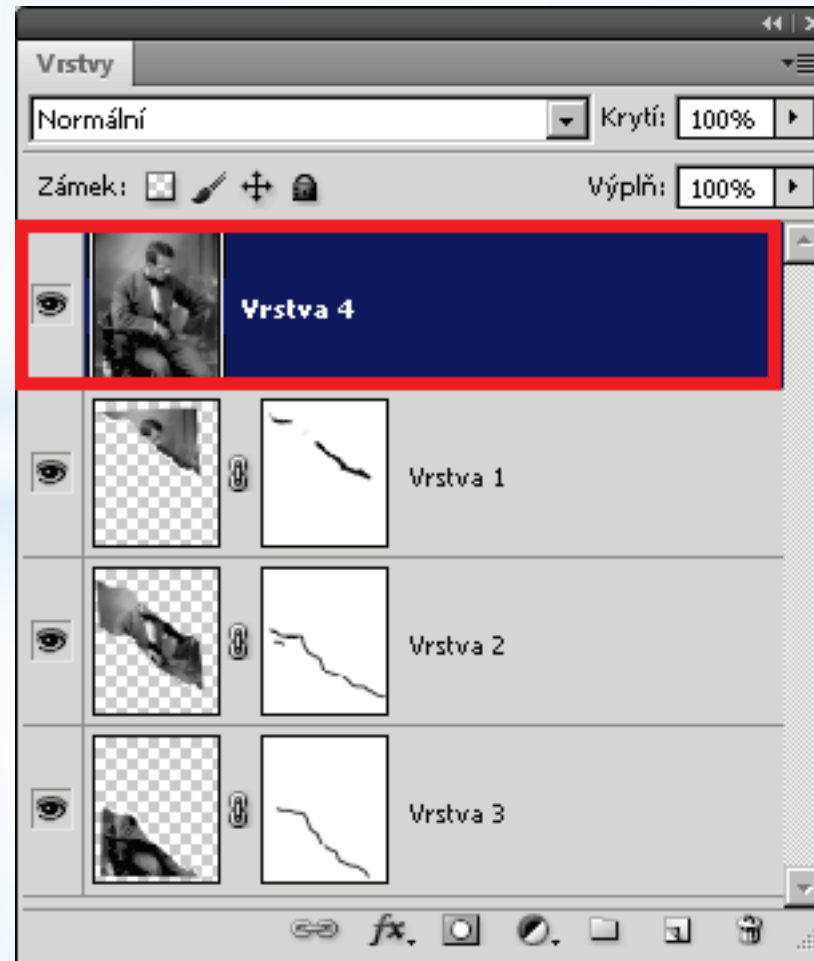 Vrstvy
Normální
Krytí: 100%
Zámek:
Výplň: 100%
Vrstva 4
Vrstva 1
Vrstva 2
Vrstva 3
fx.